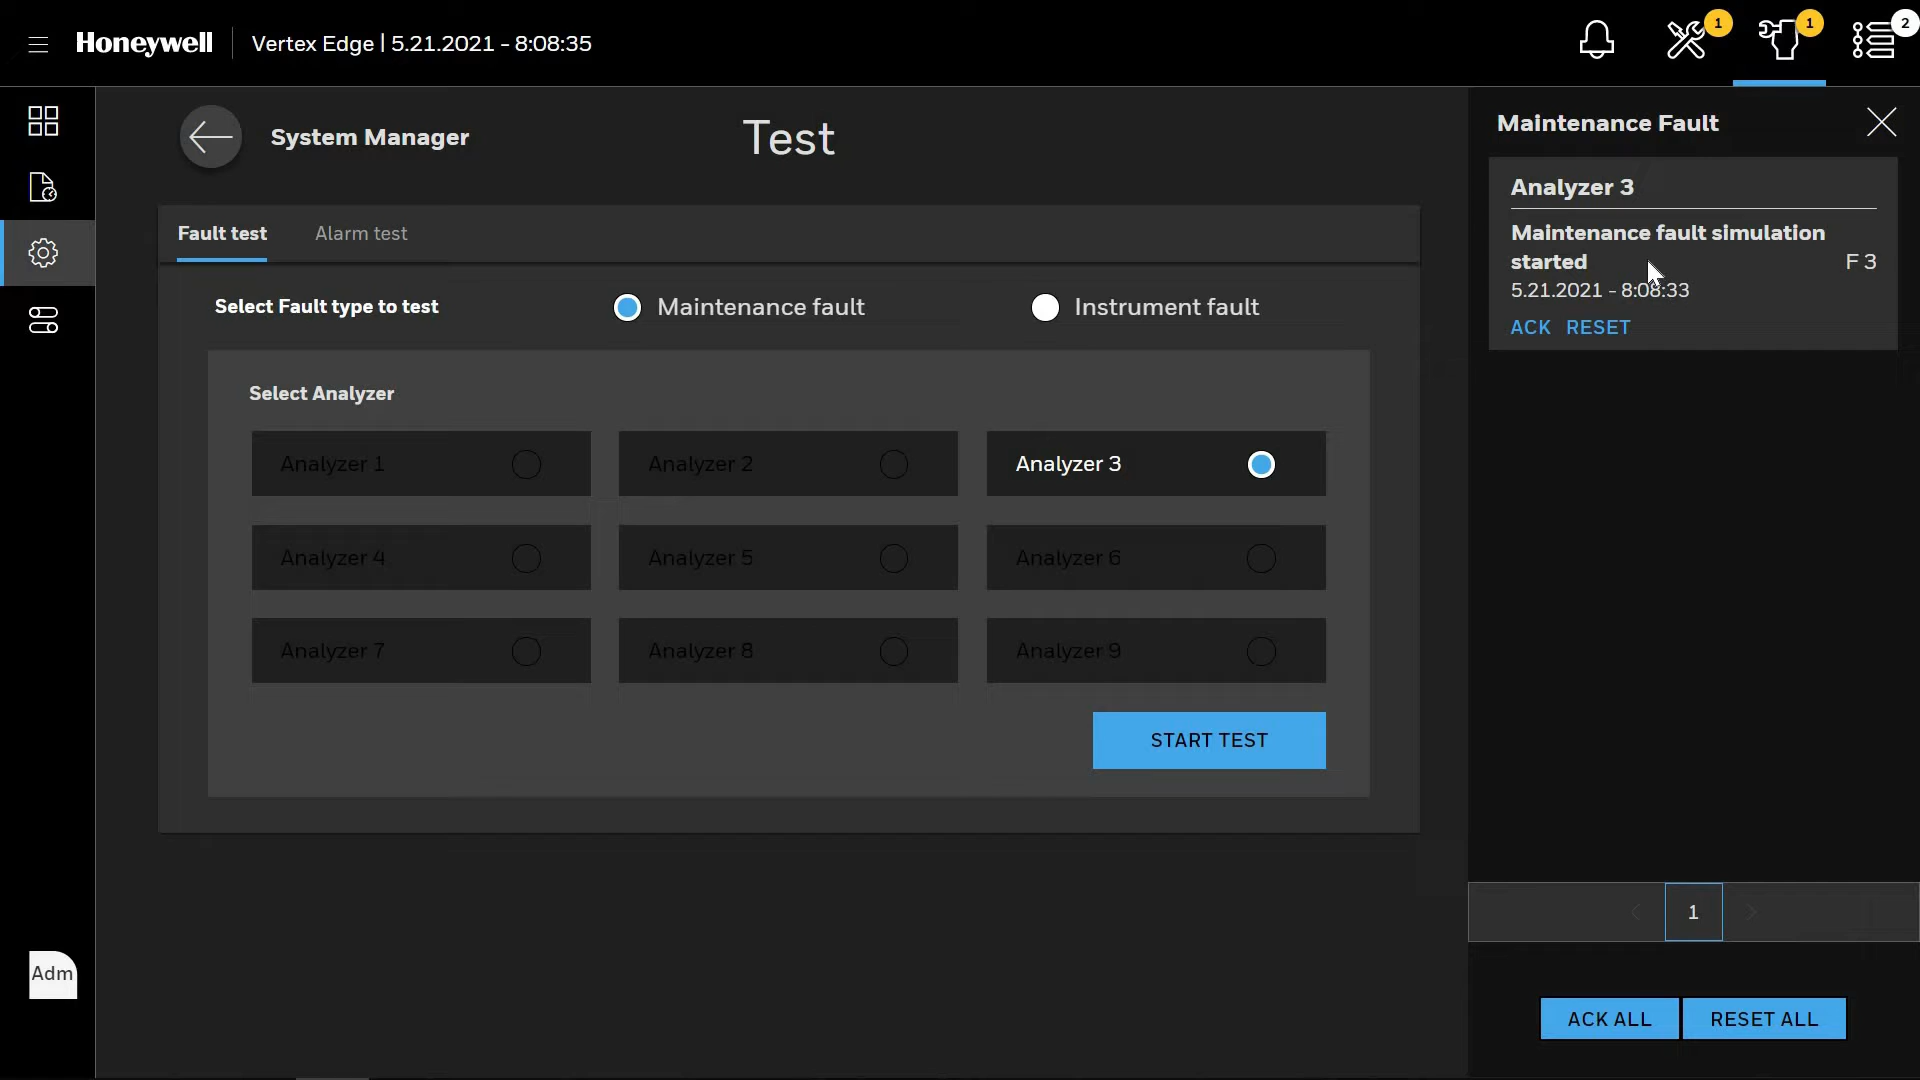 Honeywell
Vertex Edge | 5.21.2021 - 8:08:35
1
1
2
System Manager
Test
Fault test
Alarm test
Select Fault type to test
Maintenance fault
Instrument fault
Select Analyzer
Analyzer 1
Analyzer 2
Analyzer 3
Analyzer 4
Analyzer 5
Analyzer 6
Analyzer 7
Analyzer 8
Analyzer 9
START TEST
Adm
Maintenance Fault
Analyzer 3
Maintenance fault simulation
started F 3
5.21.2021 - 8:08:33
ACK RESET
1
ACK ALL
RESET ALL